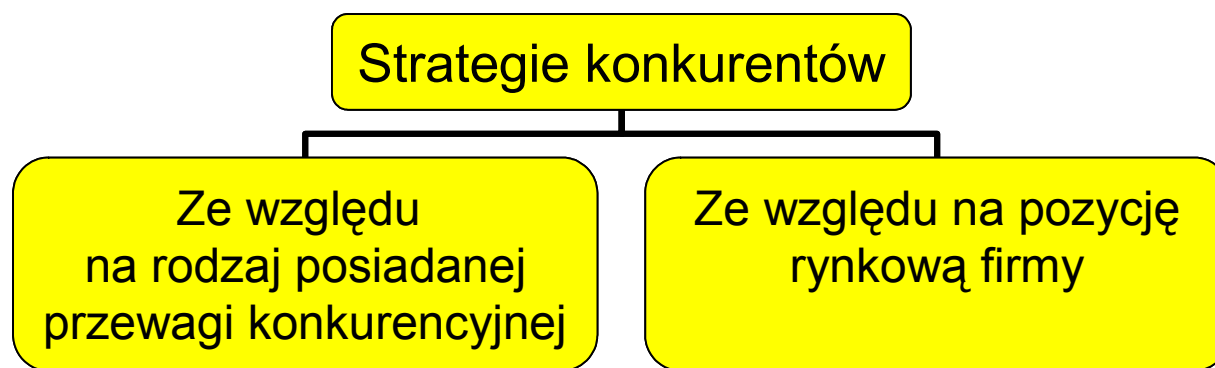 Strategie konkurentów
Ze względu
na rodzaj posiadanej
przewagi konkurencyjnej
Ze względu na pozycję
rynkową firmy